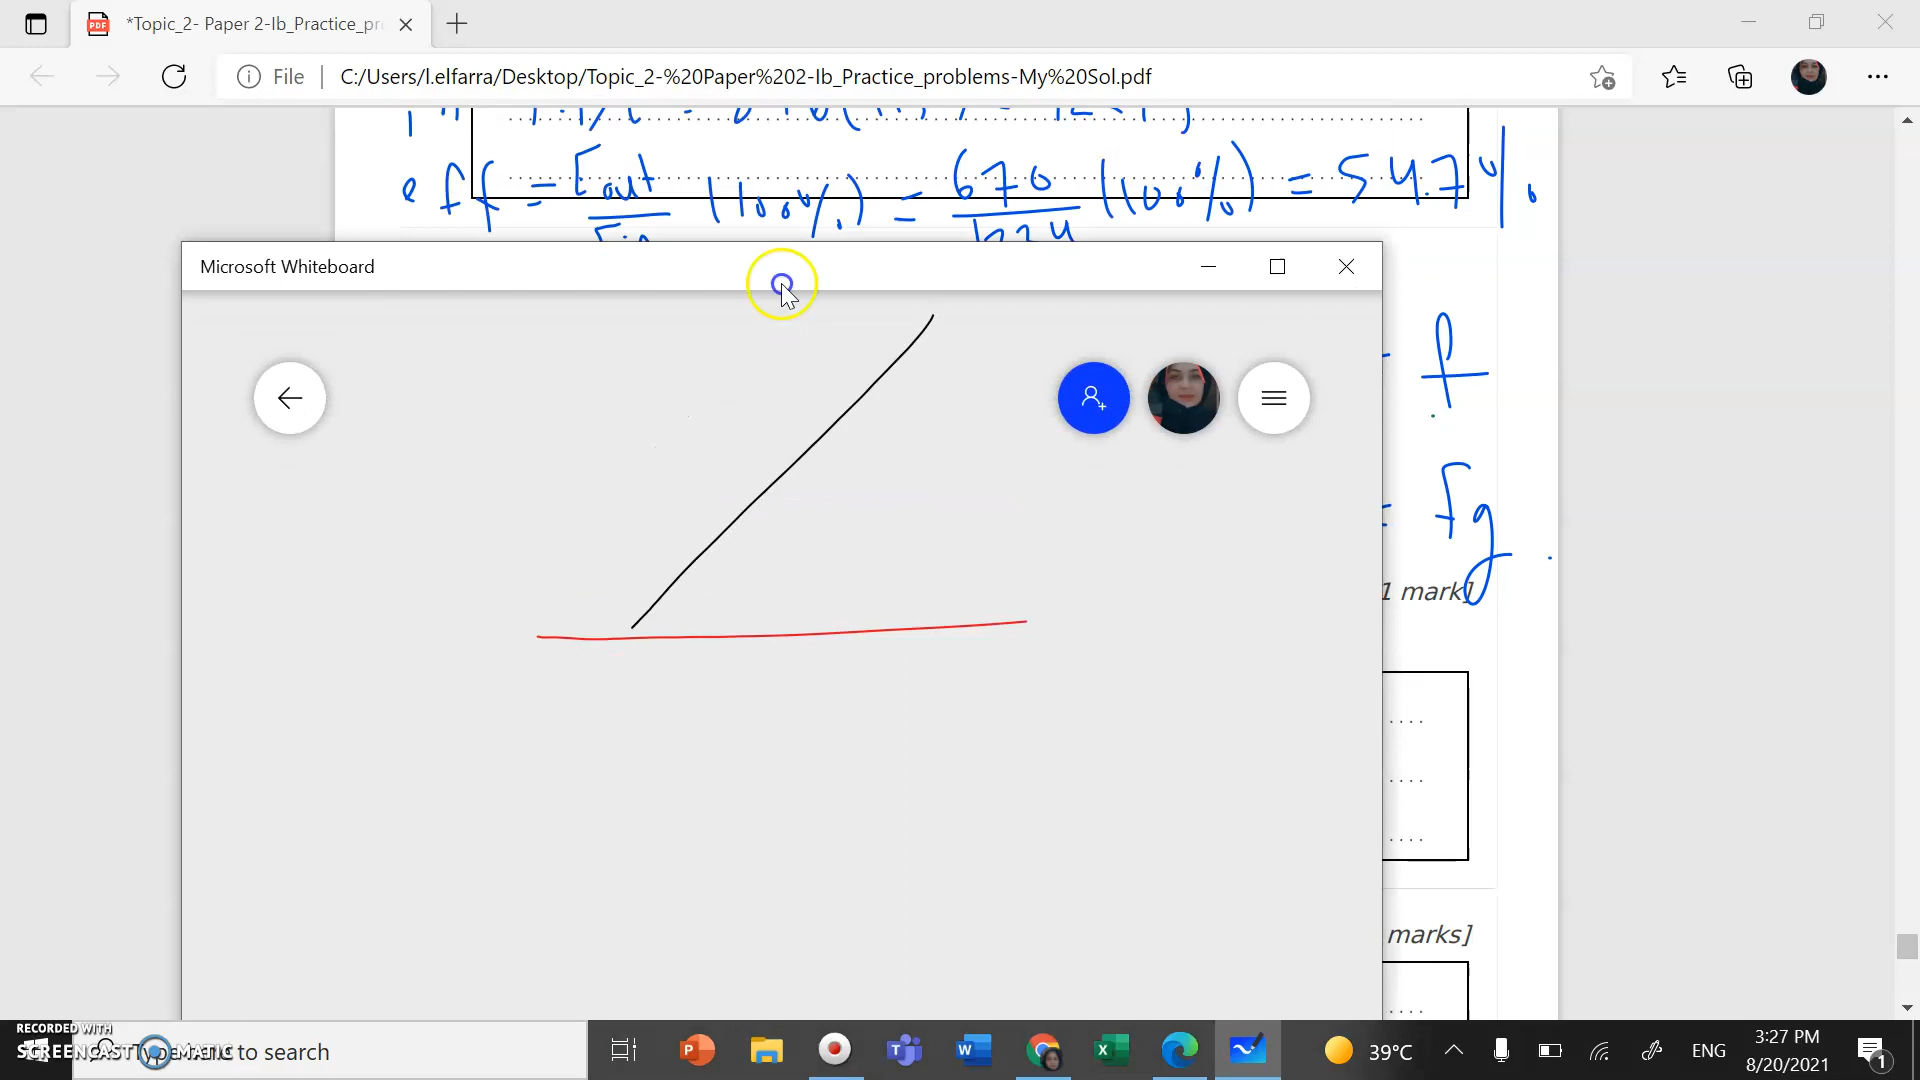 *Topic_2- Paper 2-Ib_Practice_pr
File
C:/Users/l.elfarra/Desktop/Topic_2-%20Paper%202-Ib_Practice_problems-My%20Sol.pdf
eff = Eout (100%) = 670 (100%) = 54.7%
1224
Microsoft Whiteboard
= f
= Fg
1 mark]
marks]
RECORDED WITH
SCREENCAST MATIC
to search
39°C
ENG
3:27 PM
8/20/2021
1